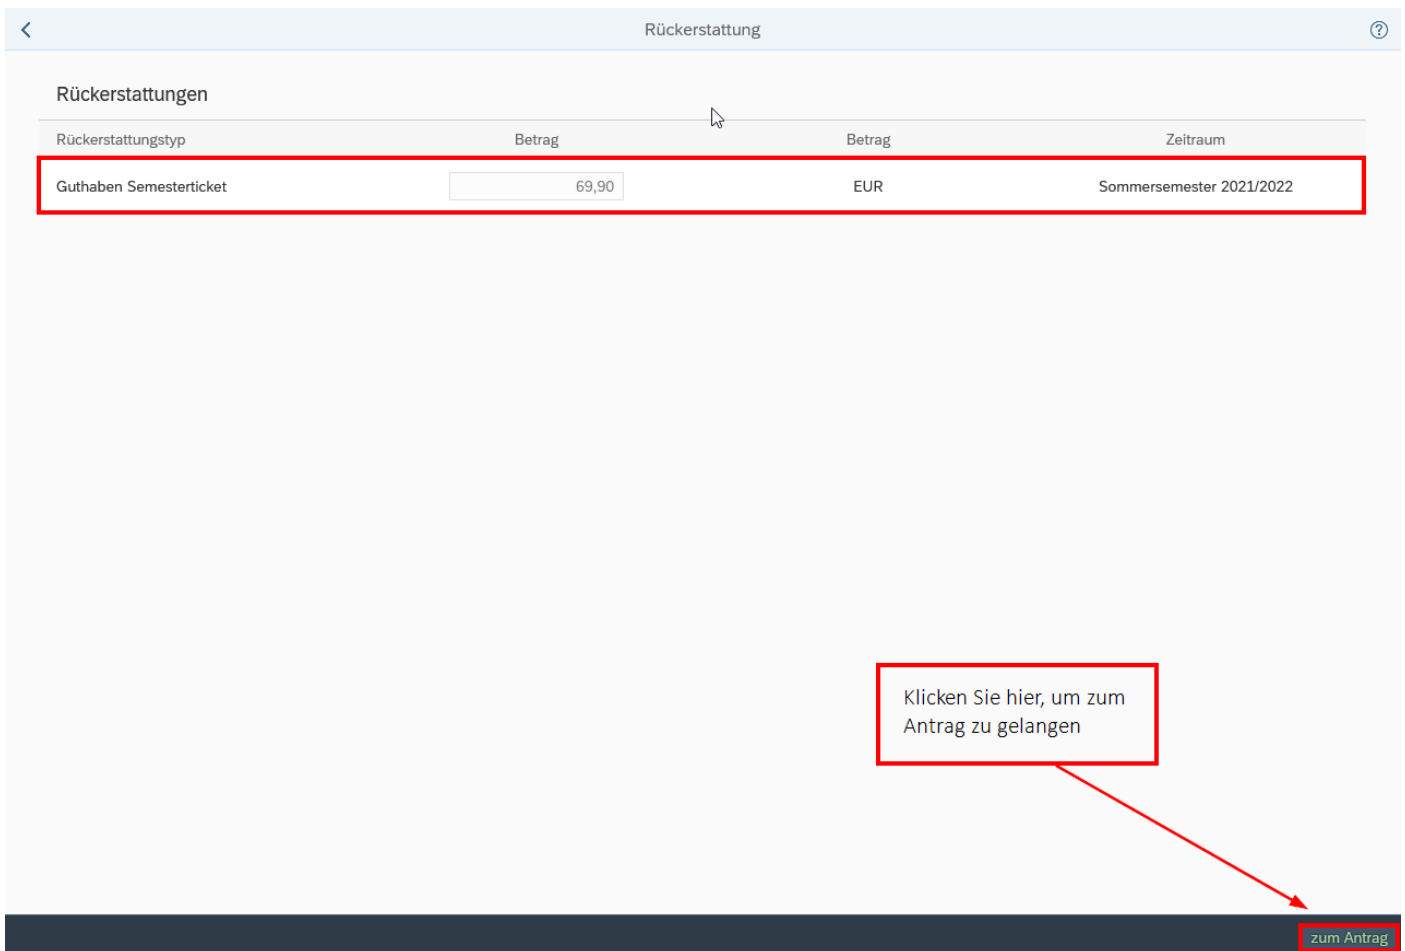 Rückerstattung
Rückerstattungen
Rückerstattungstyp Betrag Betrag Zeitraum
Guthaben Semesterticket 69,90 EUR Sommersemester 2021/2022
Klicken Sie hier, um zum
Antrag zu gelangen
zum Antrag